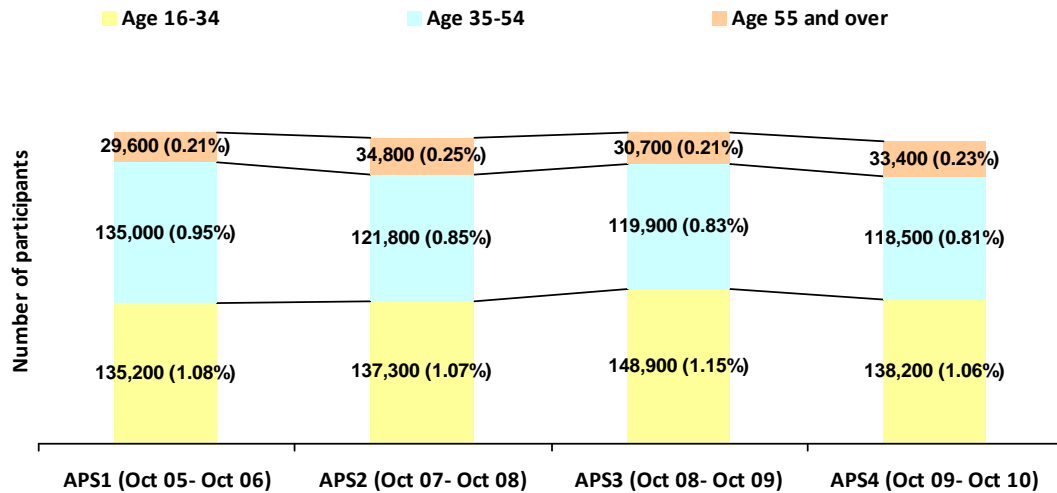 Age 16-34
Age 35-54
Age 55 and over
Number of participants
29,600 (0.21%)
34,800 (0.25%)
30,700 (0.21%)
33,400 (0.23%)
135,000 (0.95%)
121,800 (0.85%)
119,900 (0.83%)
118,500 (0.81%)
135,200 (1.08%)
137,300 (1.07%)
148,900 (1.15%)
138,200 (1.06%)
APS1 (Oct 05- Oct 06)
APS2 (Oct 07- Oct 08)
APS3 (Oct 08- Oct 09)
APS4 (Oct 09- Oct 10)